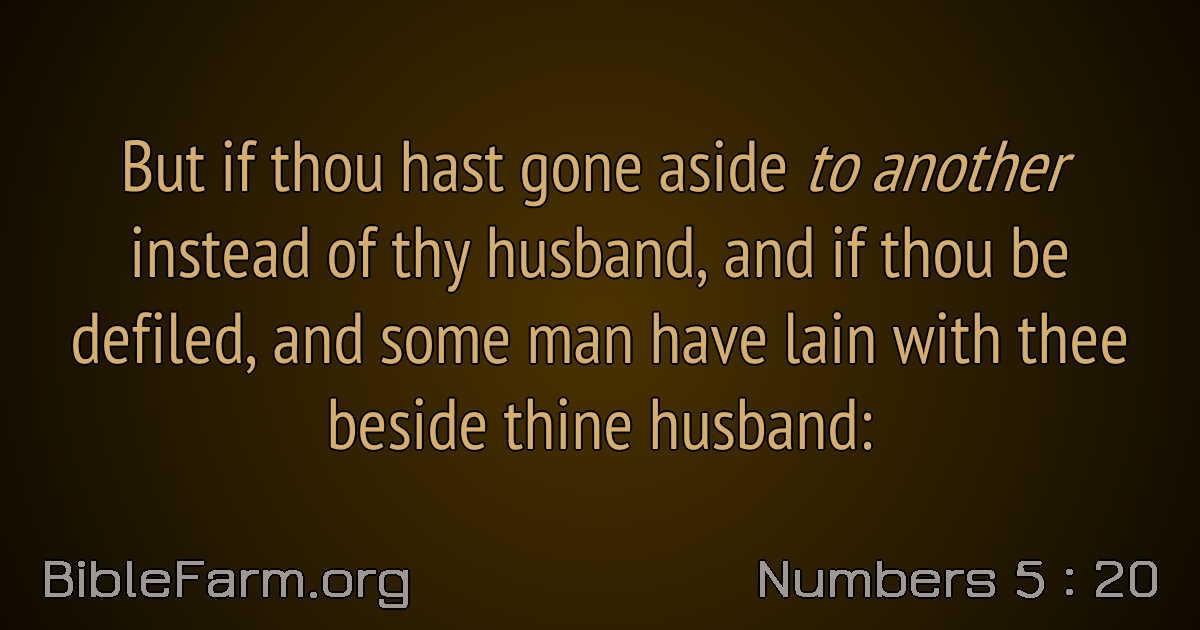 But if thou hast gone aside to another
instead of thy husband, and if thou be
defiled, and some man have lain with thee
beside thine husband:
BibleFarm.org
Numbers 5 : 20